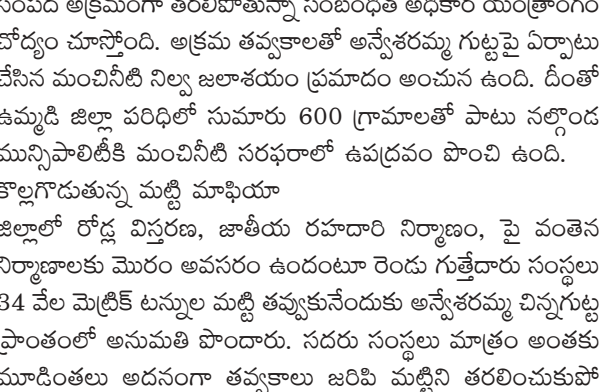 సంపద అక్రమంగా తరలిపోతున్నా సంబంధిత అధికార యంత్రాంగం
చోద్యం చూస్తోంది. అక్రమ తవ్వకాలతో అన్వేశరమ్మ గుట్టపై ఏర్పాటు
చేసిన మంచినీటి నిల్వ జలాశయం ప్రమాదం అంచున ఉంది. దీంతో
ఉమ్మడి జిల్లా పరిధిలో సుమారు 600 గ్రామాలతో పాటు నల్గొండ
మున్సిపాలిటీకి మంచినీటి సరఫరాలో ఉపద్రవం పొంచి ఉంది.
కొల్లగొడుతున్న మట్టి మాఫియా
జిల్లాలో రోడ్ల విస్తరణ, జాతీయ రహదారి నిర్మాణం, పై వంతెన
నిర్మాణాలకు మొరం అవసరం ఉందంటూ రెండు గుత్తేదారు సంస్థలు
34 వేల మెట్రిక్ టన్నుల మట్టి తవ్వుకునేందుకు అన్వేశరమ్మ చిన్నగుట్ట
ప్రాంతంలో అనుమతి పొందారు. సదరు సంస్థలు మాత్రం అంతకు
మూడింతలు అదనంగా తవ్వకాలు జరిపి మట్టిని తరలించుకుపో